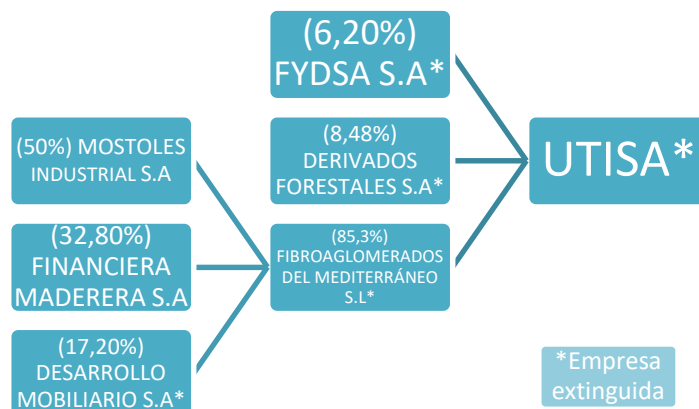 (6,20%)
FYDSA S.A*
(50%) MOSTOLES
INDUSTRIAL S.A
(8,48%)
DERIVADOS
FORESTALES S.A*
UTISA*
(32,80%)
FINANCIERA
MADERERA S.A
(85,3%)
FIBROAGLOMERADOS
DEL MEDITERRÁNEO
S.L*
(17,20%)
DESARROLLO
MOBILIARIO S.A*
*Empresa
extinguida